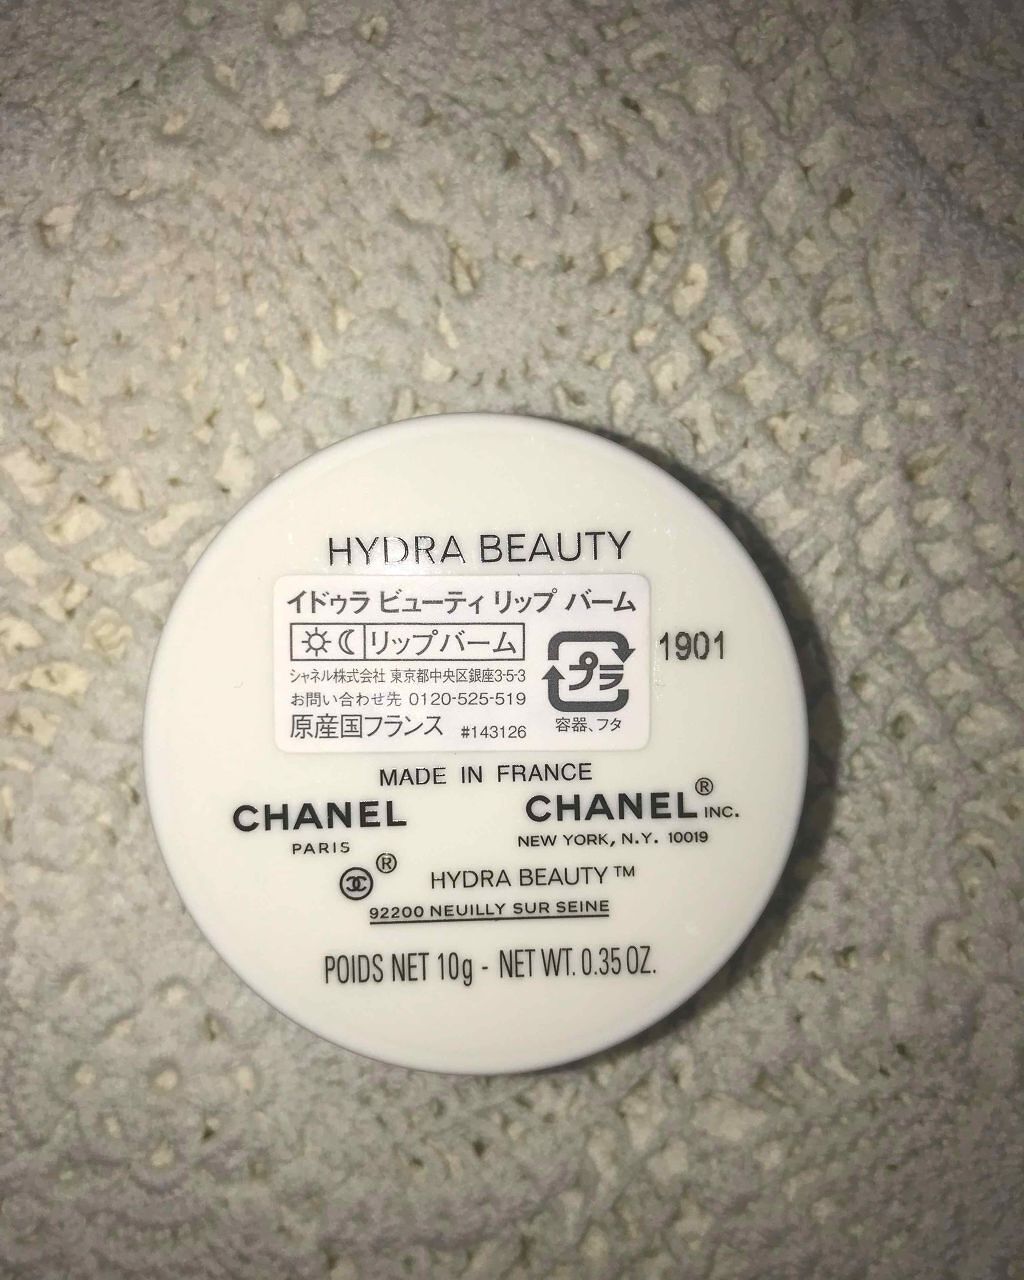 HYDRA BEAUTY
イドゥラ ビューティ リップ バーム
リップバーム
1901
プラ
シャネル株式会社 東京都中央区銀座3-5-3
お問い合わせ先 0120-525-519
原産国フランス #143126
容器、フタ
MADE IN FRANCE
CHANEL
PARIS
CHANEL® INC.
NEW YORK, N.Y. 10019
® HYDRA BEAUTY™
92200 NEUILLY SUR SEINE
POIDS NET 10g - NET WT. 0.35 OZ.